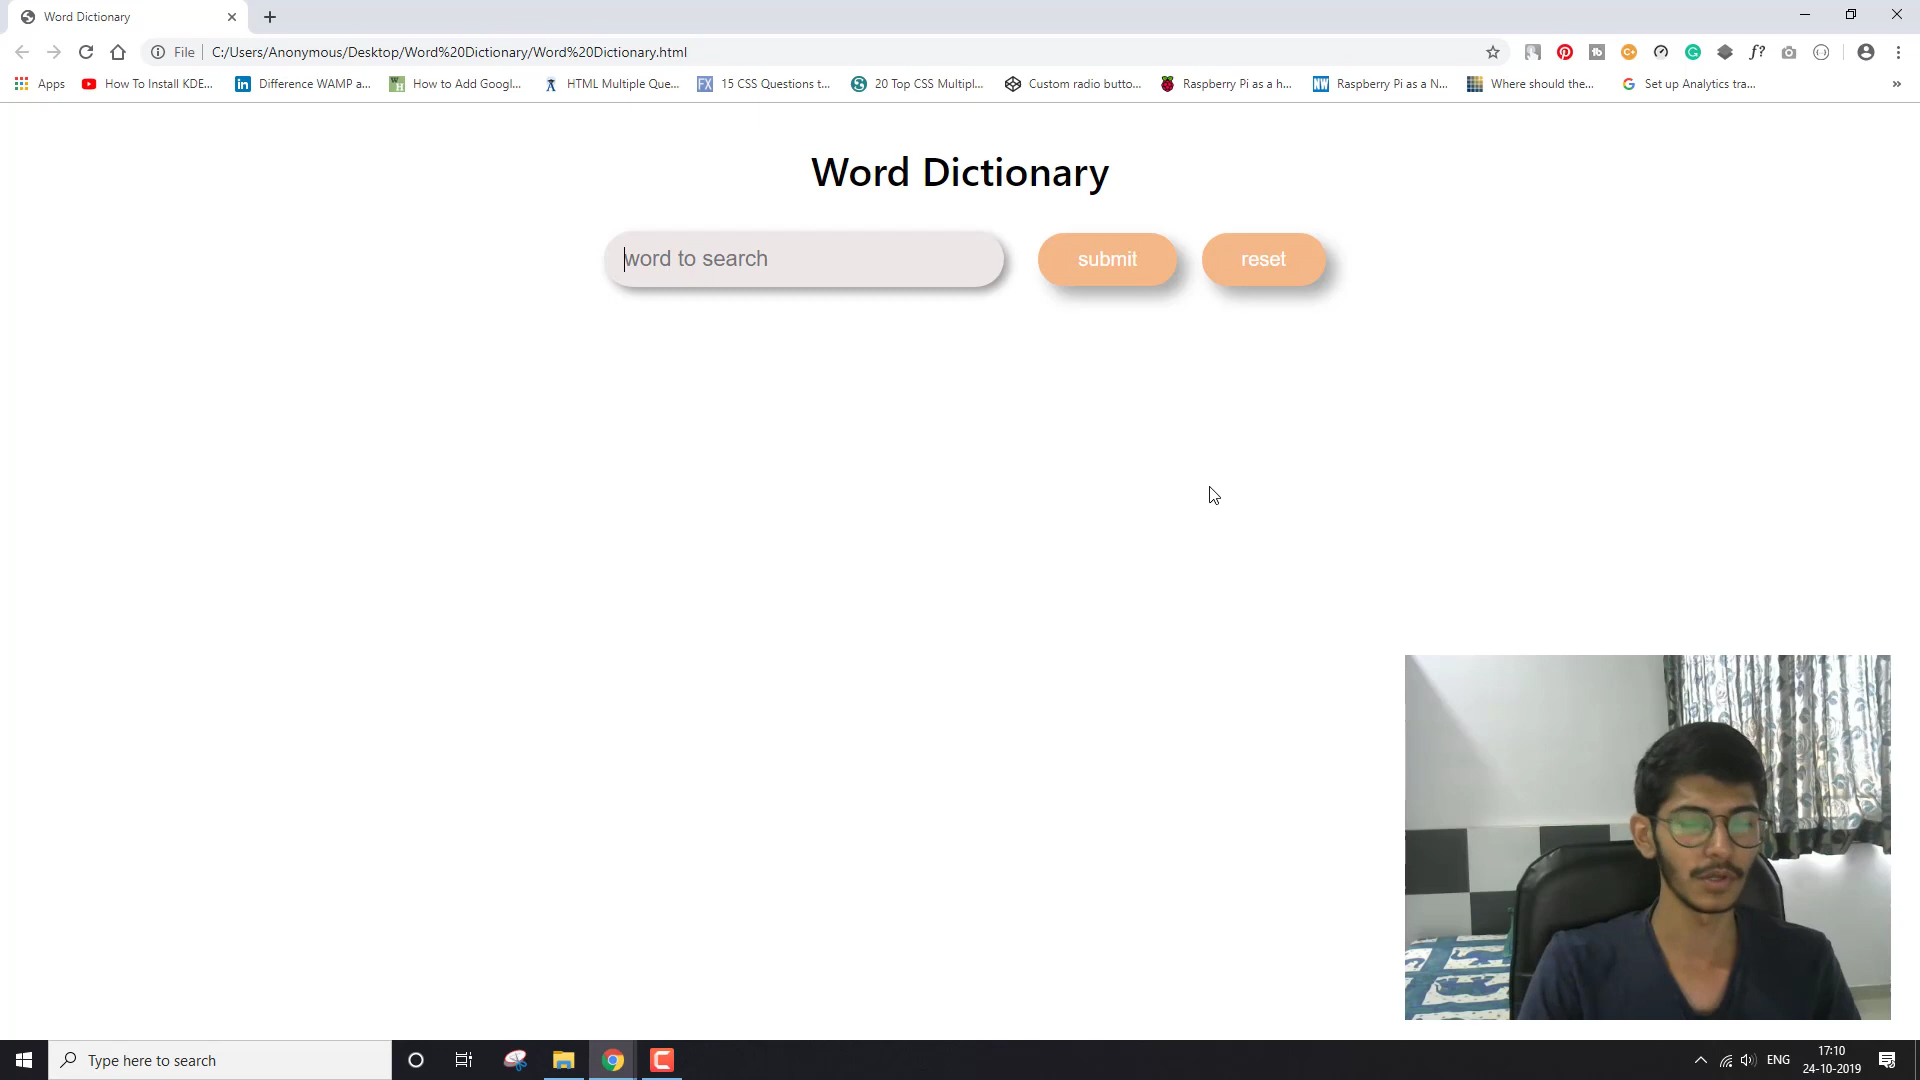 Word Dictionary
File
C:/Users/Anonymous/Desktop/Word%20Dictionary/Word%20Dictionary.html
Apps
How To Install KDE...
Difference WAMP a...
How to Add Googl...
HTML Multiple Que...
FX
15 CSS Questions t...
20 Top CSS Multipl...
Custom radio butto...
Raspberry Pi as a h...
NW
Raspberry Pi as a N...
Where should the...
Set up Analytics tra...
Word Dictionary
word to search
submit
reset
Type here to search
ENG
17:10
24-10-2019